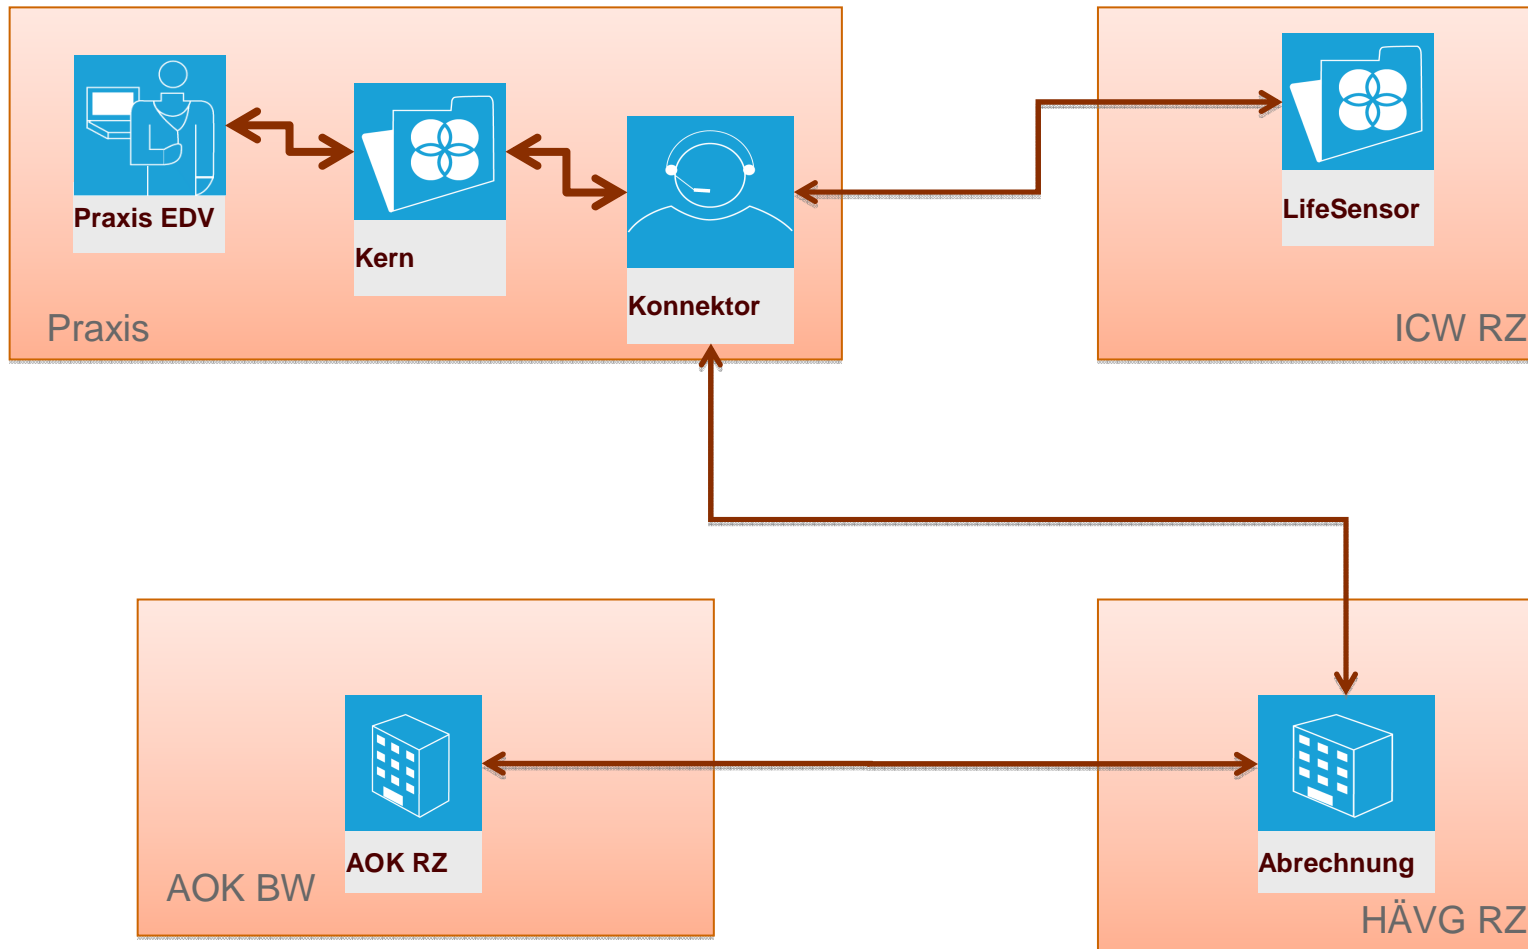 Praxis EDV
Kern
Konnektor
Praxis
LifeSensor
ICW RZ
AOK RZ
AOK BW
Abrechnung
HÄVG RZ